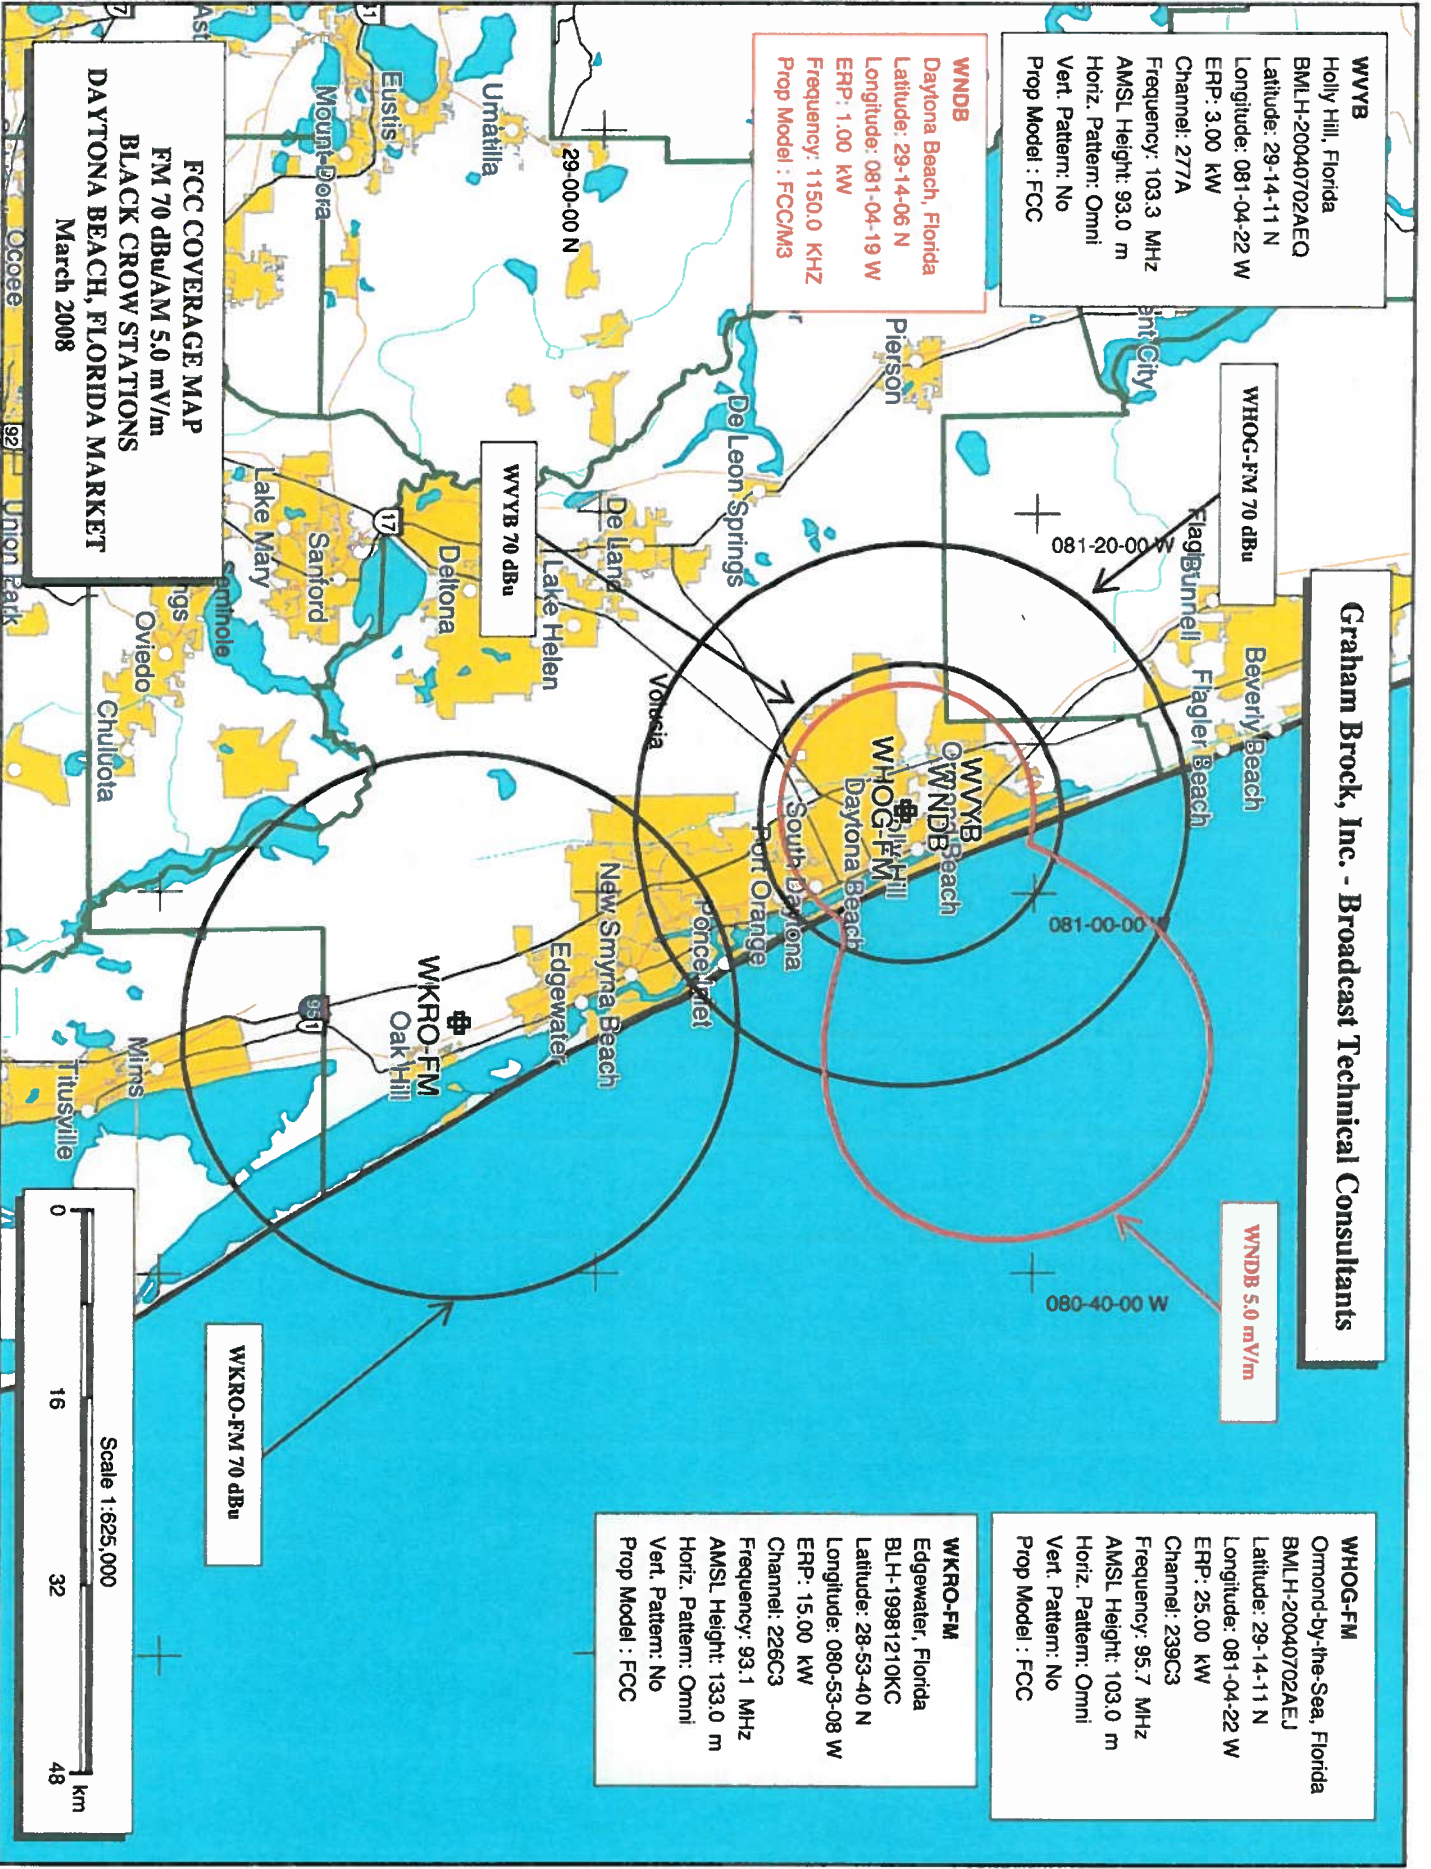 Graham Brock, Inc. - Broadcast Technical Consultants
WVYB
Holly Hill, Florida
BMLH-20040702AEQ
Latitude: 29-14-11 N
Longitude: 081-04-22 W
ERP: 3.00 kW
Channel: 277A
Frequency: 103.3 MHz
AMSL Height: 93.0 m
Horiz. Pattern: Omni
Vert. Pattern: No
Prop Model : FCC
WNDB
Daytona Beach, Florida
Latitude: 29-14-06 N
Longitude: 081-04-19 W
ERP: 1.00 kW
Frequency: 1150.0 KHZ
Prop Model : FCC/M3
WHOG-FM
Ormond-by-the-Sea, Florida
BMLH-20040702AEJ
Latitude: 29-14-11 N
Longitude: 081-04-22 W
ERP: 25.00 kW
Channel: 239C3
Frequency: 95.7 MHz
AMSL Height: 103.0 m
Horiz. Pattern: Omni
Vert. Pattern: No
Prop Model : FCC
WKRO-FM
Edgewater, Florida
BLH-19981210KC
Latitude: 28-53-40 N
Longitude: 080-53-08 W
ERP: 15.00 kW
Channel: 226C3
Frequency: 93.1 MHz
AMSL Height: 133.0 m
Horiz. Pattern: Omni
Vert. Pattern: No
Prop Model : FCC
WHOG-FM 70 dBu
WNDB 5.0 mV/m
WVYB 70 dBu
WKRO-FM 70 dBu
081-20-00 W
081-00-00 W
080-40-00 W
29-00-00 N
ent City
Pierson
Bunnell
Beverly Beach
Flagler Beach
WVYB
WNDB
WHOG-FM
Daytona Beach
South Daytona
Port Orange
Ponce Inlet
New Smyrna Beach
Edgewater
WKRO-FM
Oak Hill
Volusia
De Leon Springs
De Land
Lake Helen
Deltona
17
Sanford
Lake Mary
Oviedo
Chuluota
Mims
Titusville
95
1
Umatilla
Eustis
Mount Dora
Ast
Ocoee
92
Union Park
ngs
FCC COVERAGE MAP
FM 70 dBu/AM 5.0 mV/m
BLACK CROW STATIONS
DAYTONA BEACH, FLORIDA MARKET
March 2008
Scale 1:625,000
0 16 32 48 km